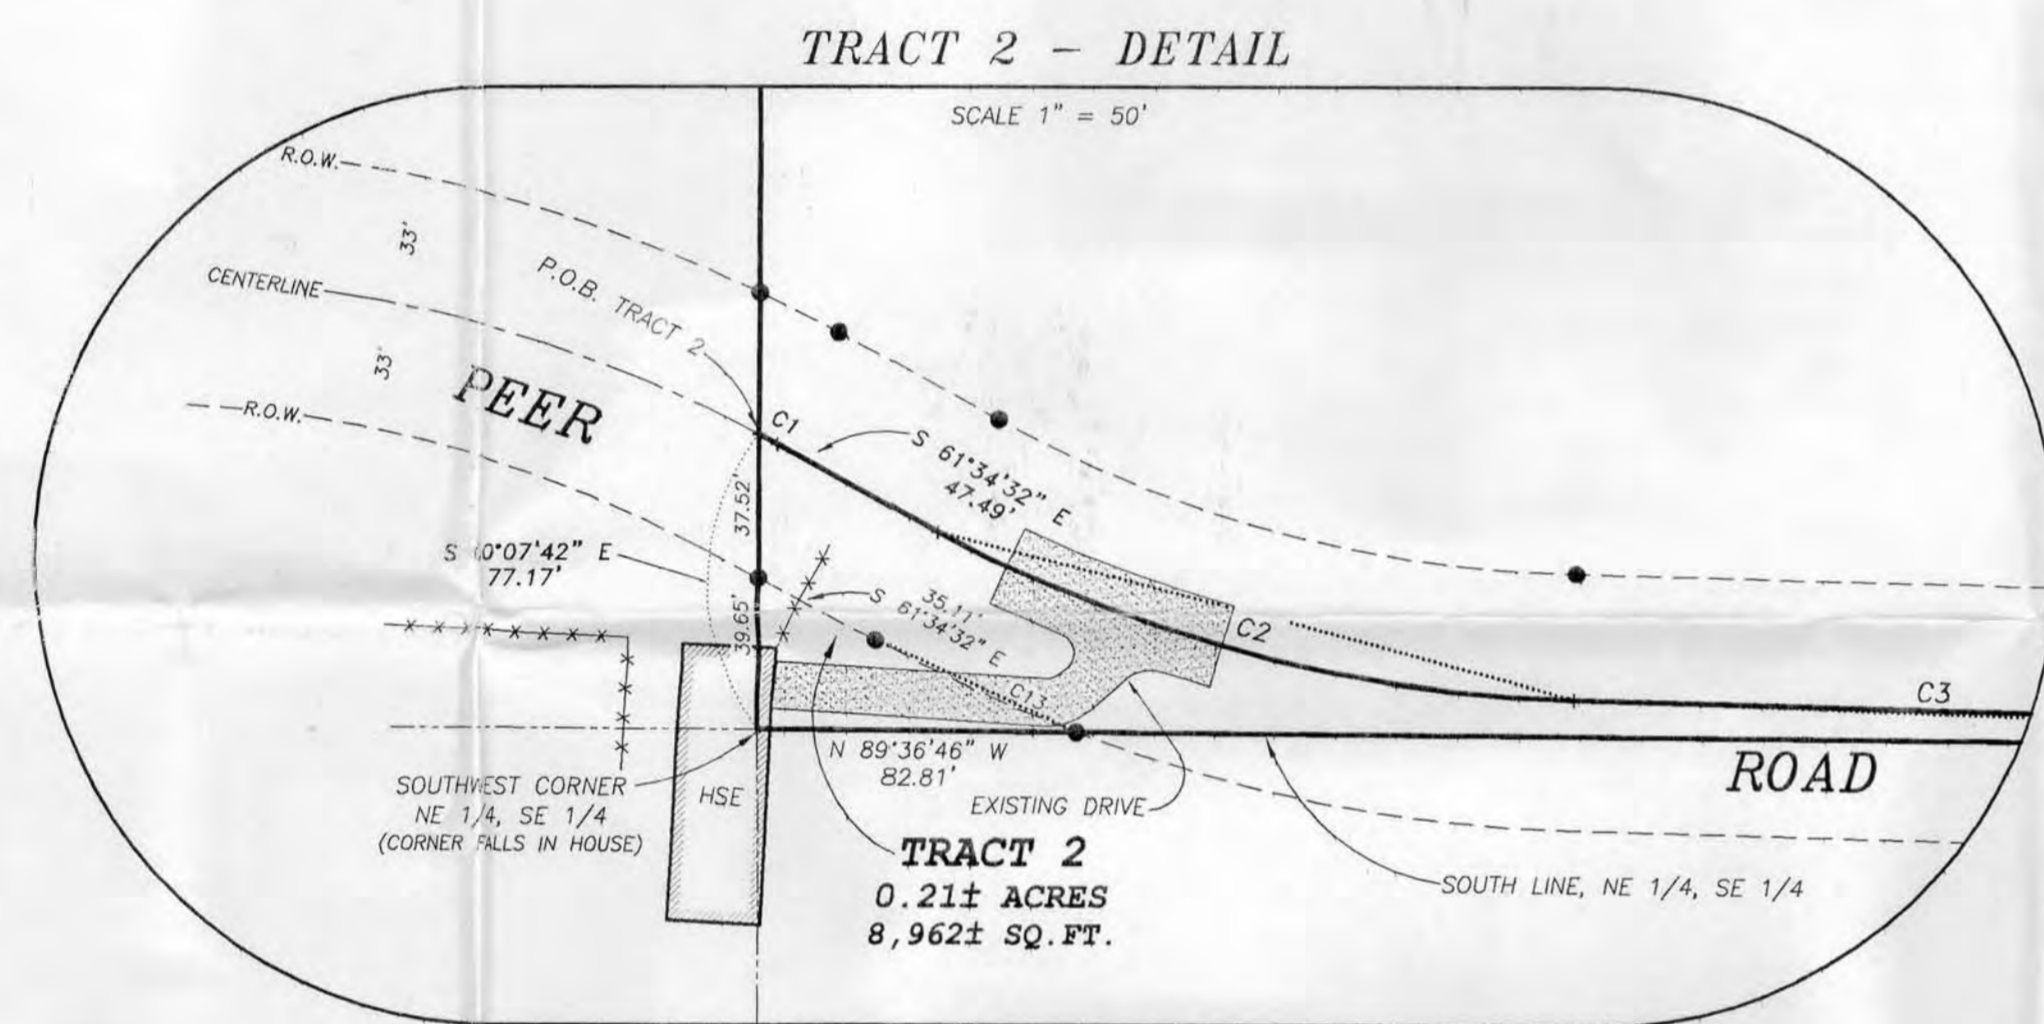 TRACT 2 - DETAIL
SCALE 1" = 50'
R.O.W.
33'
CENTERLINE
P.O.B. TRACT 2
33'
PEER
R.O.W.
C1
S 61°34'32" E
47.49'
37.52'
S 0°07'42" E
77.17'
39.65'
35.11'
S 61°34'32" E
C2
C13
C3
N 89°36'46" W
82.81'
ROAD
SOUTHWEST CORNER
NE 1/4, SE 1/4
(CORNER FALLS IN HOUSE)
HSE
EXISTING DRIVE
TRACT 2
0.21± ACRES
8,962± SQ.FT.
SOUTH LINE, NE 1/4, SE 1/4